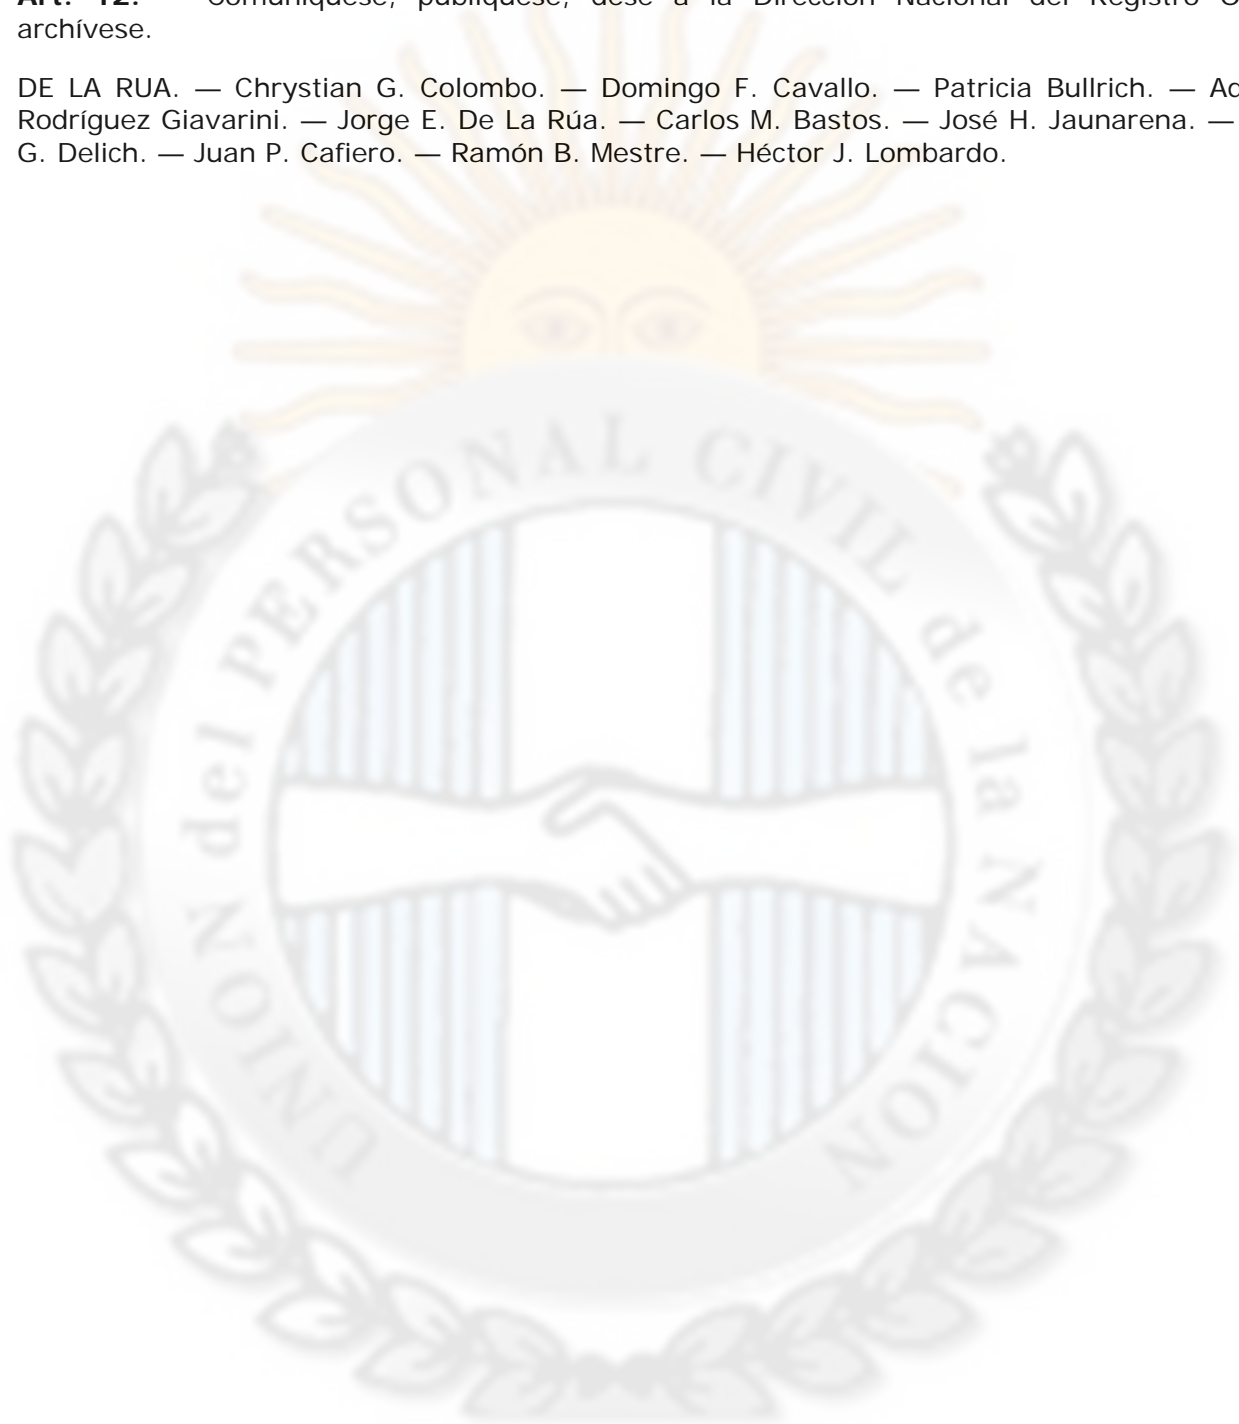 Art. 12. Comuníquese, publíquese, dése a la Dirección Nacional del Registro
archívese.
DE LA RUA. — Chrystian G. Colombo. — Domingo F. Cavallo. — Patricia Bullrich. —
Rodríguez Giavarini. — Jorge E. De La Rúa. — Carlos M. Bastos. — José H. Jaunarena. —
G. Delich. — Juan P. Cafiero. — Ramón B. Mestre. — Héctor J. Lombardo.
UNION del PERSONAL CIVIL de la NACION